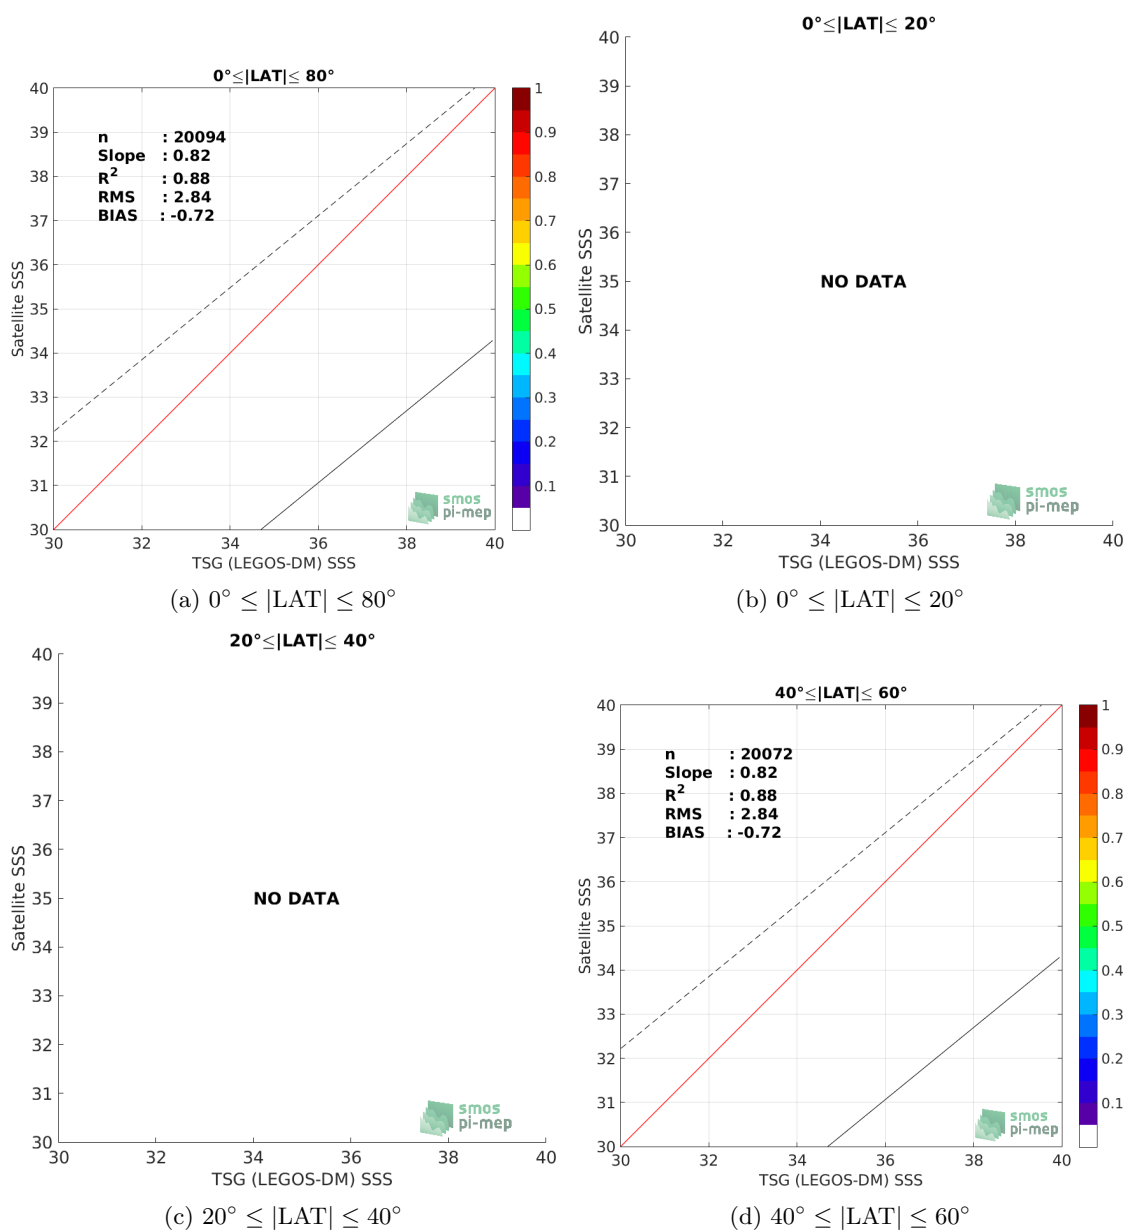 0°≤|LAT|≤ 80°
40
39
38
37
36
35
34
33
32
31
30
Satellite SSS
n : 20094
Slope : 0.82
R² : 0.88
RMS : 2.84
BIAS : -0.72
smos
pi-mep
30 32 34 36 38 40
TSG (LEGOS-DM) SSS
1
0.9
0.8
0.7
0.6
0.5
0.4
0.3
0.2
0.1
(a) 0° ≤ |LAT| ≤ 80°
0°≤|LAT|≤ 20°
40
39
38
37
36
35
34
33
32
31
30
Satellite SSS
NO DATA
smos
pi-mep
30 32 34 36 38 40
TSG (LEGOS-DM) SSS
(b) 0° ≤ |LAT| ≤ 20°
20°≤|LAT|≤ 40°
40
39
38
37
36
35
34
33
32
31
30
Satellite SSS
NO DATA
smos
pi-mep
30 32 34 36 38 40
TSG (LEGOS-DM) SSS
(c) 20° ≤ |LAT| ≤ 40°
40°≤|LAT|≤ 60°
40
39
38
37
36
35
34
33
32
31
30
Satellite SSS
n : 20072
Slope : 0.82
R² : 0.88
RMS : 2.84
BIAS : -0.72
smos
pi-mep
30 32 34 36 38 40
TSG (LEGOS-DM) SSS
1
0.9
0.8
0.7
0.6
0.5
0.4
0.3
0.2
0.1
(d) 40° ≤ |LAT| ≤ 60°